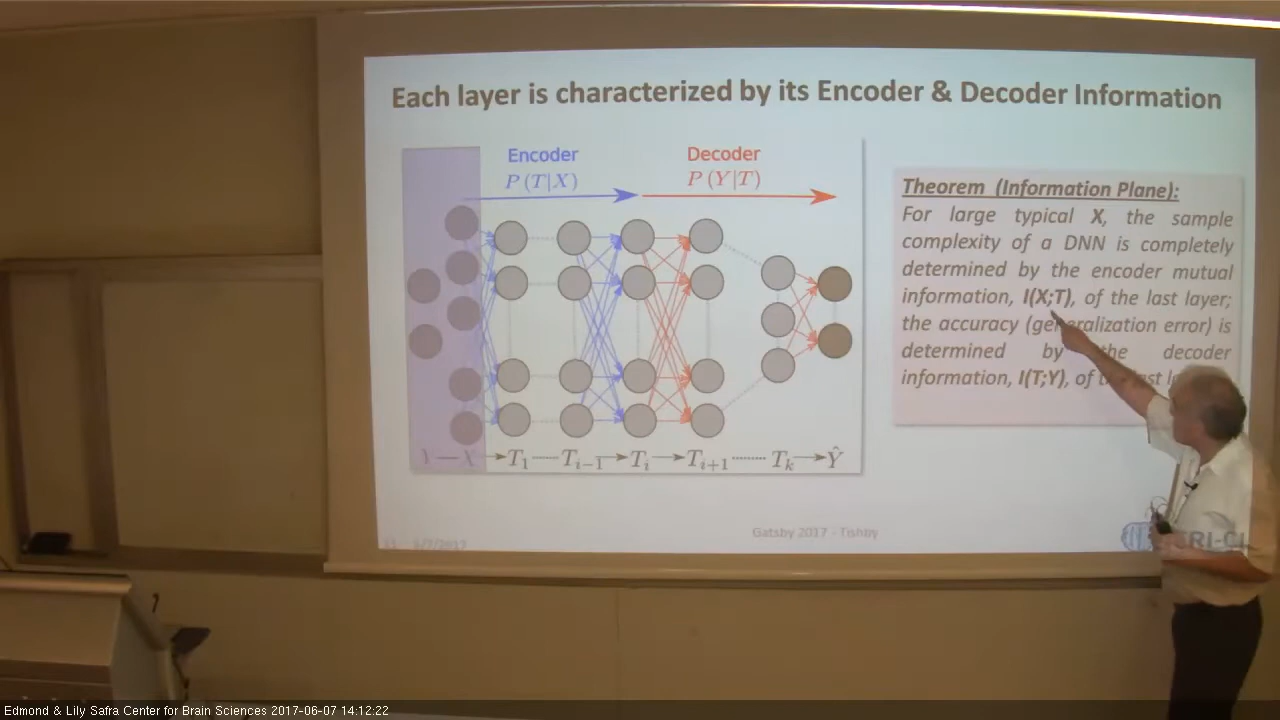 Each layer is characterized by its Encoder & Decoder Information
Encoder
P (T|X)
Decoder
P (Y|T)
Y — X → T1 ······ Ti−1 → Ti → Ti+1 ········ Tk → Ŷ
Theorem (Information Plane):
For large typical X, the sample
complexity of a DNN is completely
determined by the encoder mutual
information, I(X;T), of the last layer;
the accuracy (generalization error) is
determined by the decoder
information, I(T;Y), of the last
Gatsby 2017 - Tishby
Edmond & Lily Safra Center for Brain Sciences 2017-06-07 14:12:22